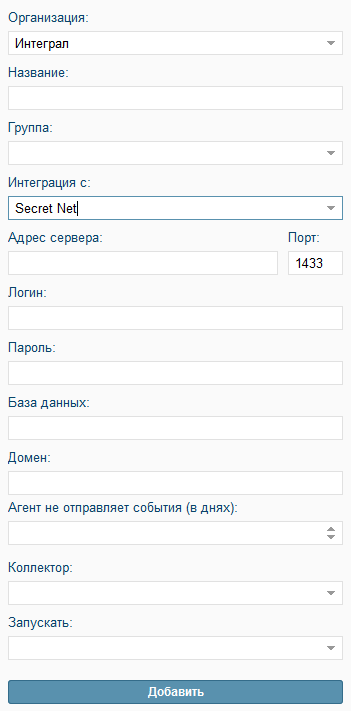 Организация:
Интеграл
Название:
Группа:
Интеграция с:
Secret Net
Адрес сервера: Порт:
1433
Логин:
Пароль:
База данных:
Домен:
Агент не отправляет события (в днях):
Коллектор:
Запускать:
Добавить